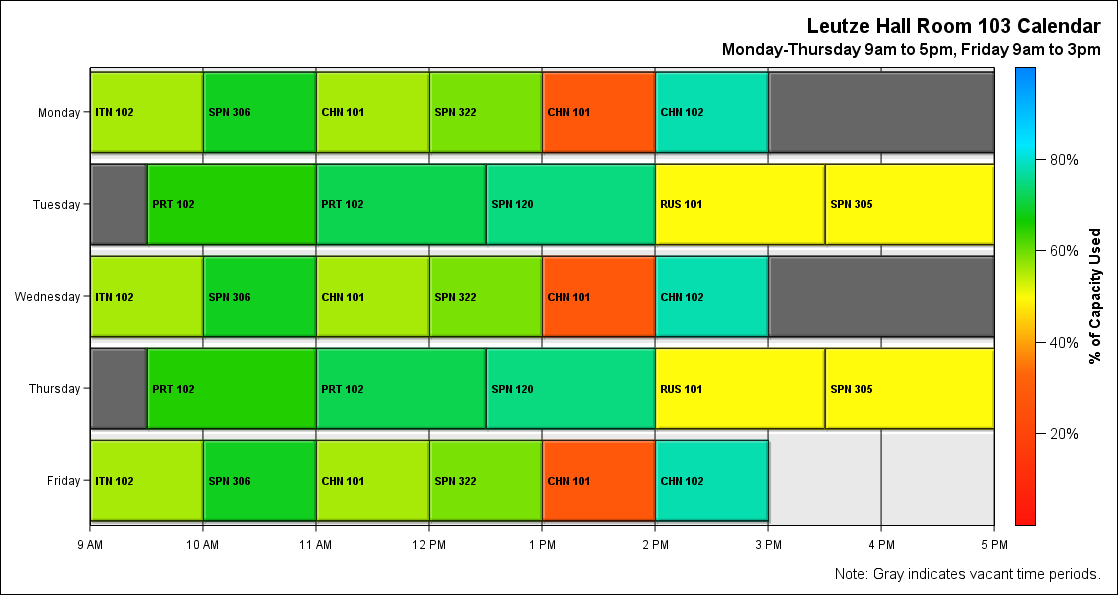 Leutze Hall Room 103 Calendar
Monday-Thursday 9am to 5pm, Friday 9am to 3pm
Monday
ITN 102 SPN 306 CHN 101 SPN 322 CHN 101 CHN 102
Tuesday
PRT 102 PRT 102 SPN 120 RUS 101 SPN 305
Wednesday
ITN 102 SPN 306 CHN 101 SPN 322 CHN 101 CHN 102
Thursday
PRT 102 PRT 102 SPN 120 RUS 101 SPN 305
Friday
ITN 102 SPN 306 CHN 101 SPN 322 CHN 101 CHN 102
9 AM 10 AM 11 AM 12 PM 1 PM 2 PM 3 PM 4 PM 5 PM
80%
60%
40%
20%
% of Capacity Used
Note: Gray indicates vacant time periods.